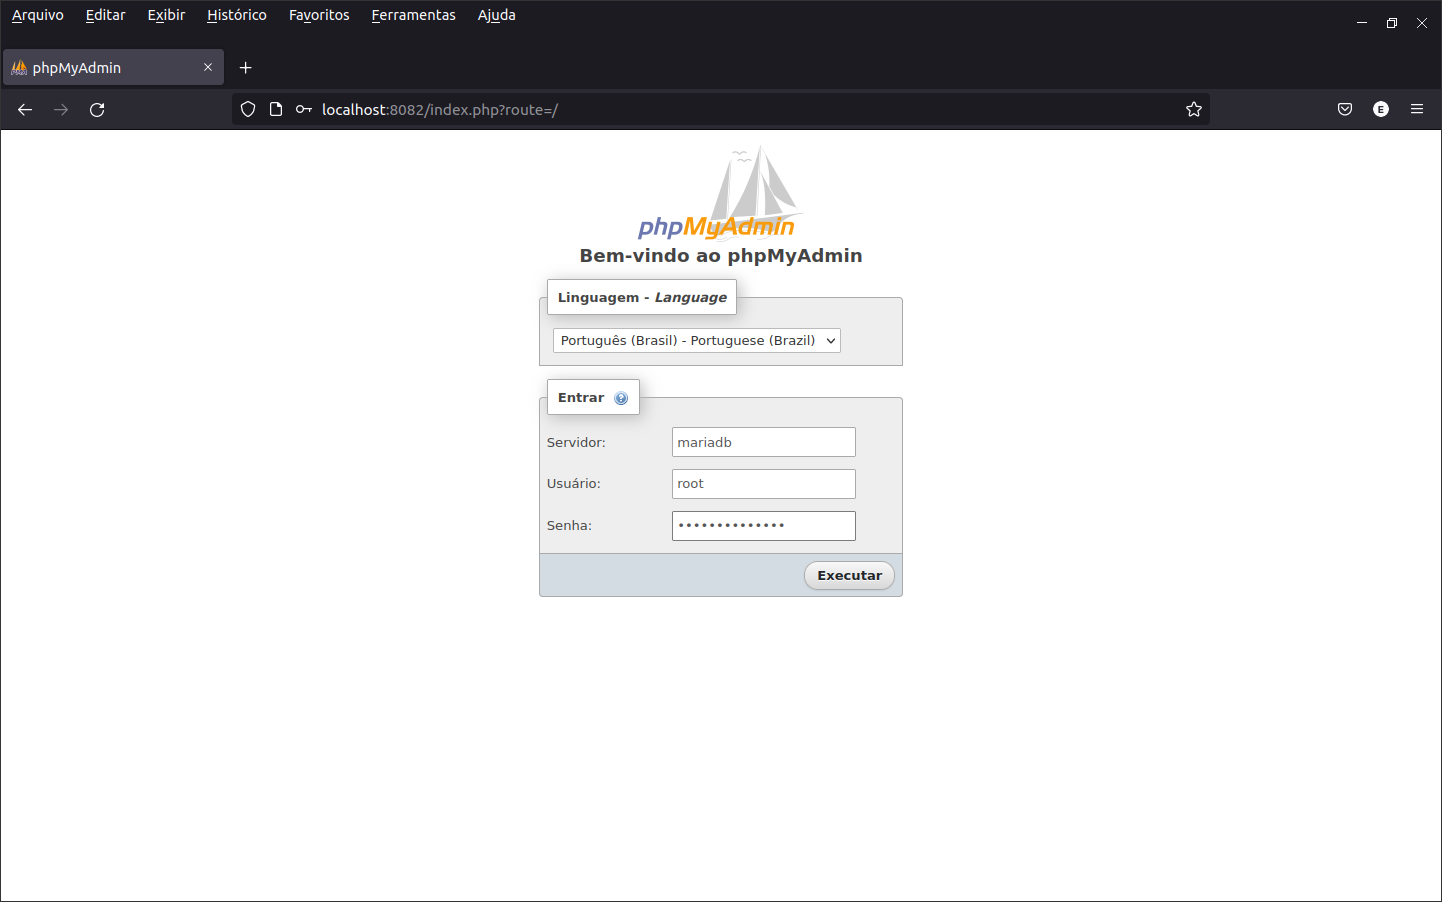 Arquivo Editar Exibir Histórico Favoritos Ferramentas Ajuda
phpMyAdmin
localhost:8082/index.php?route=/
E
phpMyAdmin
Bem-vindo ao phpMyAdmin
Linguagem - Language
Português (Brasil) - Portuguese (Brazil)
Entrar
Servidor: mariadb
Usuário: root
Senha: ••••••••••••••
Executar